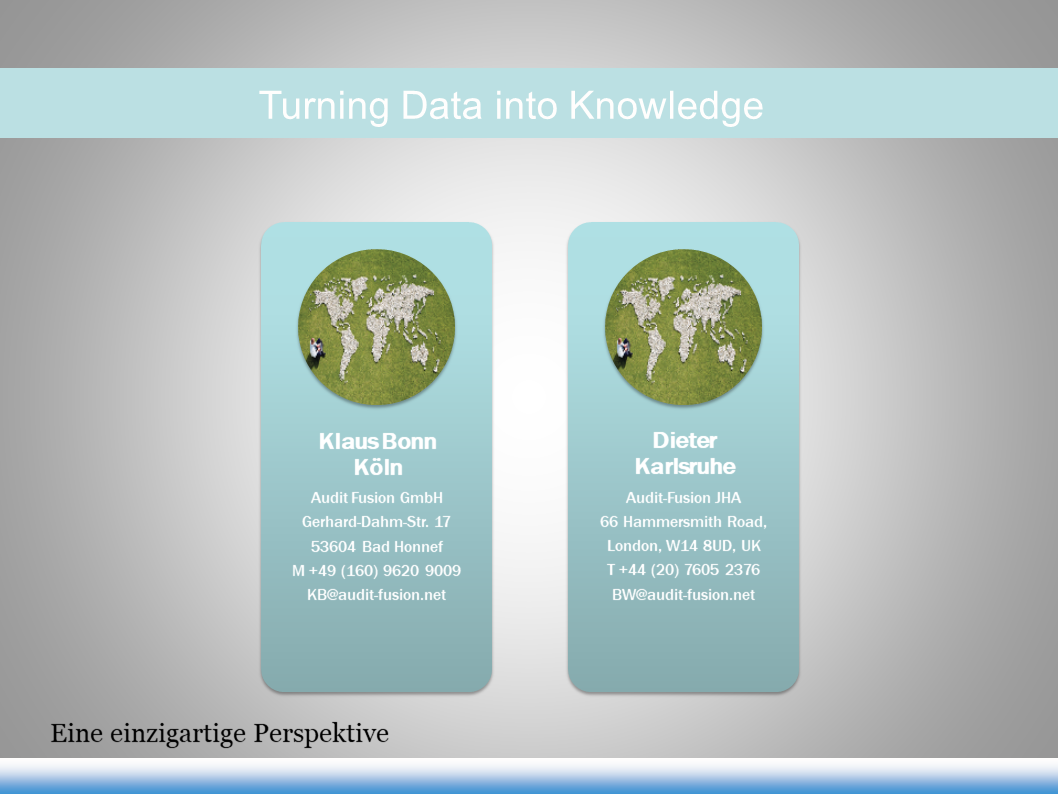 Turning Data into Knowledge
Klaus Bonn
Köln
Audit Fusion GmbH
Gerhard-Dahm-Str. 17
53604 Bad Honnef
M +49 (160) 9620 9009
KB@audit-fusion.net
Dieter
Karlsruhe
Audit-Fusion JHA
66 Hammersmith Road,
London, W14 8UD, UK
T +44 (20) 7605 2376
BW@audit-fusion.net
Eine einzigartige Perspektive